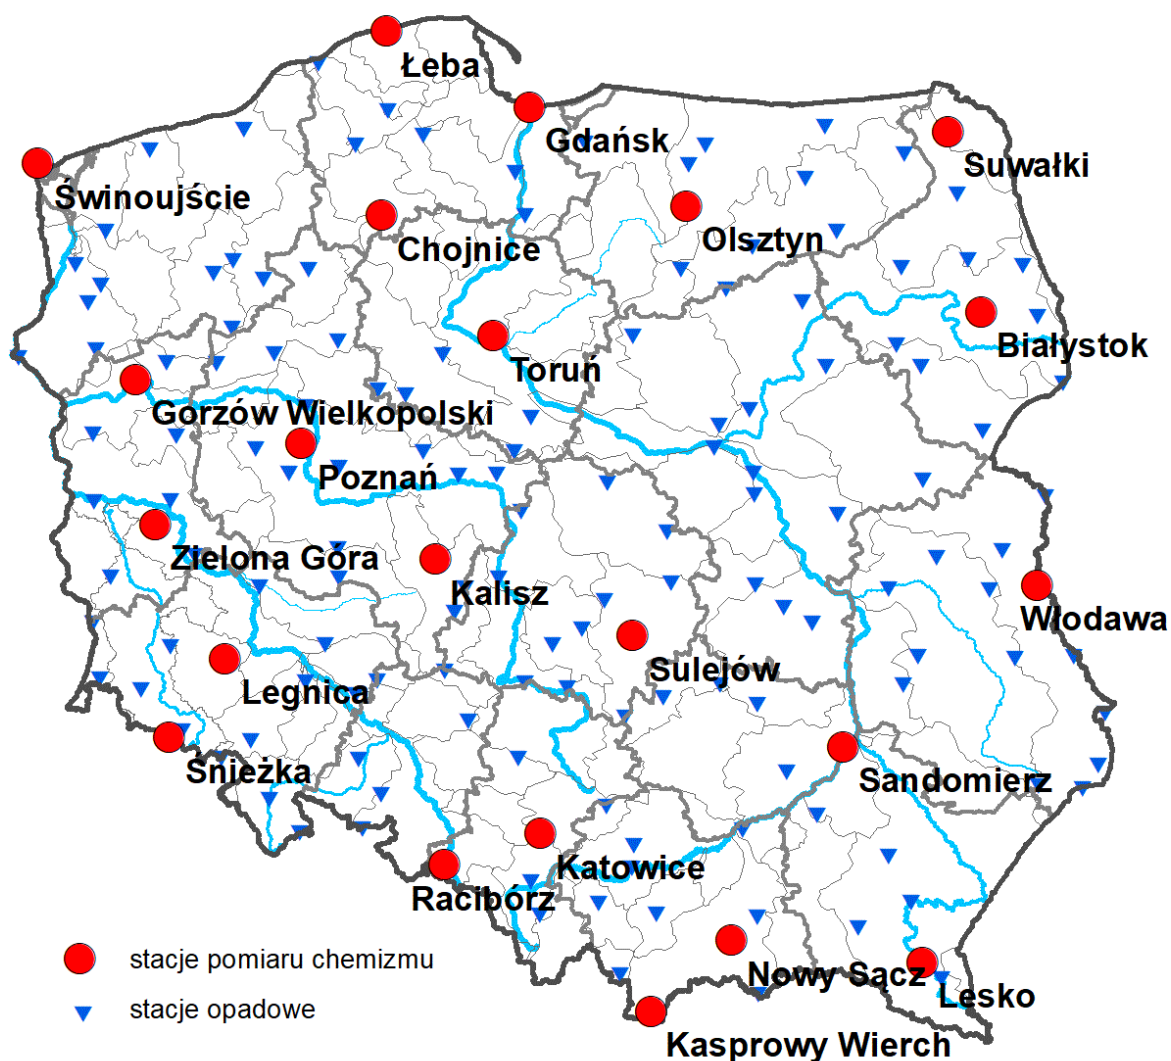 Łeba
Gdańsk
Suwałki
Świnoujście
Chojnice
Olsztyn
Białystok
Toruń
Gorzów Wielkopolski
Poznań
Zielona Góra
Kalisz
Włodawa
Sulejów
Legnica
Śnieżka
Sandomierz
Katowice
Racibórz
Nowy Sącz
Lesko
Kasprowy Wierch
stacje pomiaru chemizmu
stacje opadowe